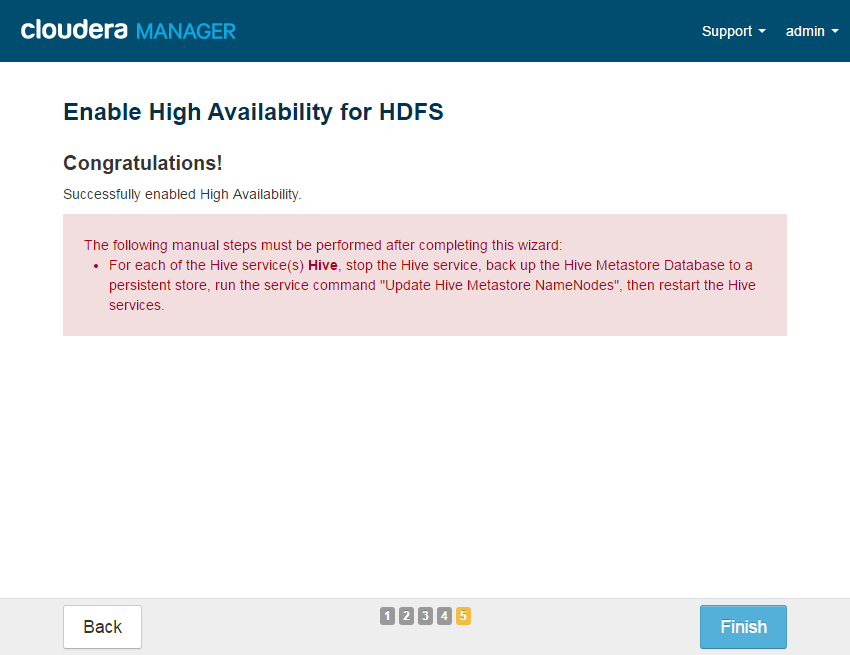 cloudera MANAGER
Support
admin
Enable High Availability for HDFS
Congratulations!
Successfully enabled High Availability.
The following manual steps must be performed after completing this wizard:
• For each of the Hive service(s) Hive, stop the Hive service, back up the Hive Metastore Database to a
persistent store, run the service command "Update Hive Metastore NameNodes", then restart the Hive
services.
Back
1 2 3 4 5
Finish